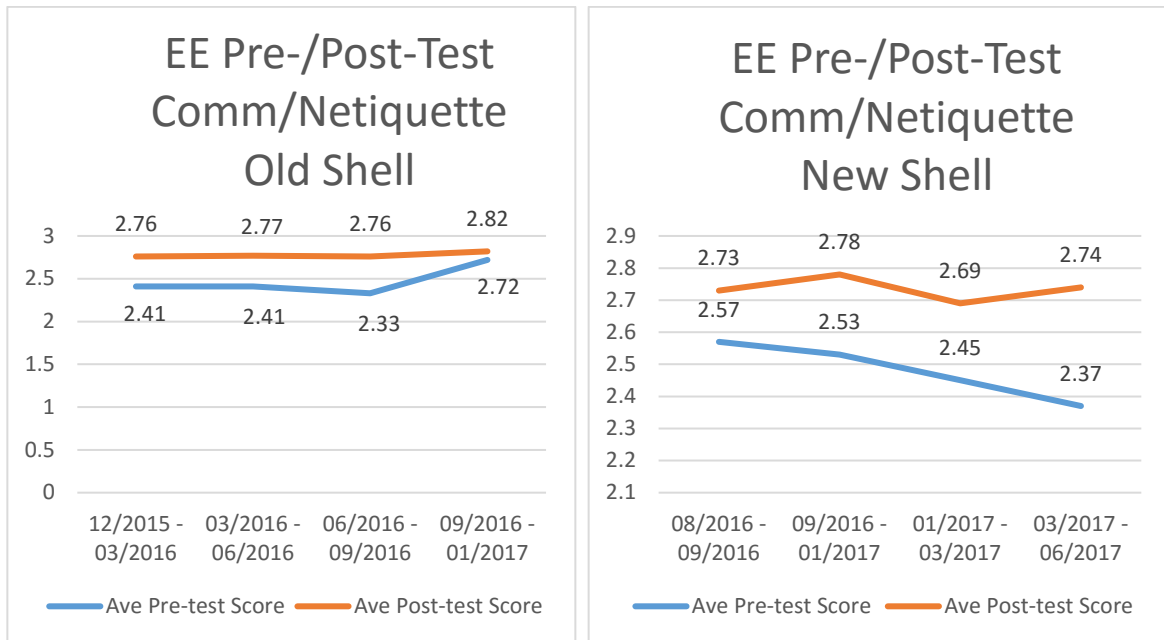 EE Pre-/Post-Test
Comm/Netiquette
Old Shell
2.76 2.77 2.76 2.82
3
2.5
2
1.5
1
0.5
0
2.41 2.41 2.33 2.72
12/2015 - 03/2016 - 06/2016 - 09/2016 -
03/2016 06/2016 09/2016 01/2017
Ave Pre-test Score Ave Post-test Score
EE Pre-/Post-Test
Comm/Netiquette
New Shell
2.9
2.8
2.7
2.6
2.5
2.4
2.3
2.2
2.1
2.73 2.78 2.69 2.74
2.57 2.53 2.45 2.37
08/2016 - 09/2016 - 01/2017 - 03/2017 -
09/2016 01/2017 03/2017 06/2017
Ave Pre-test Score Ave Post-test Score